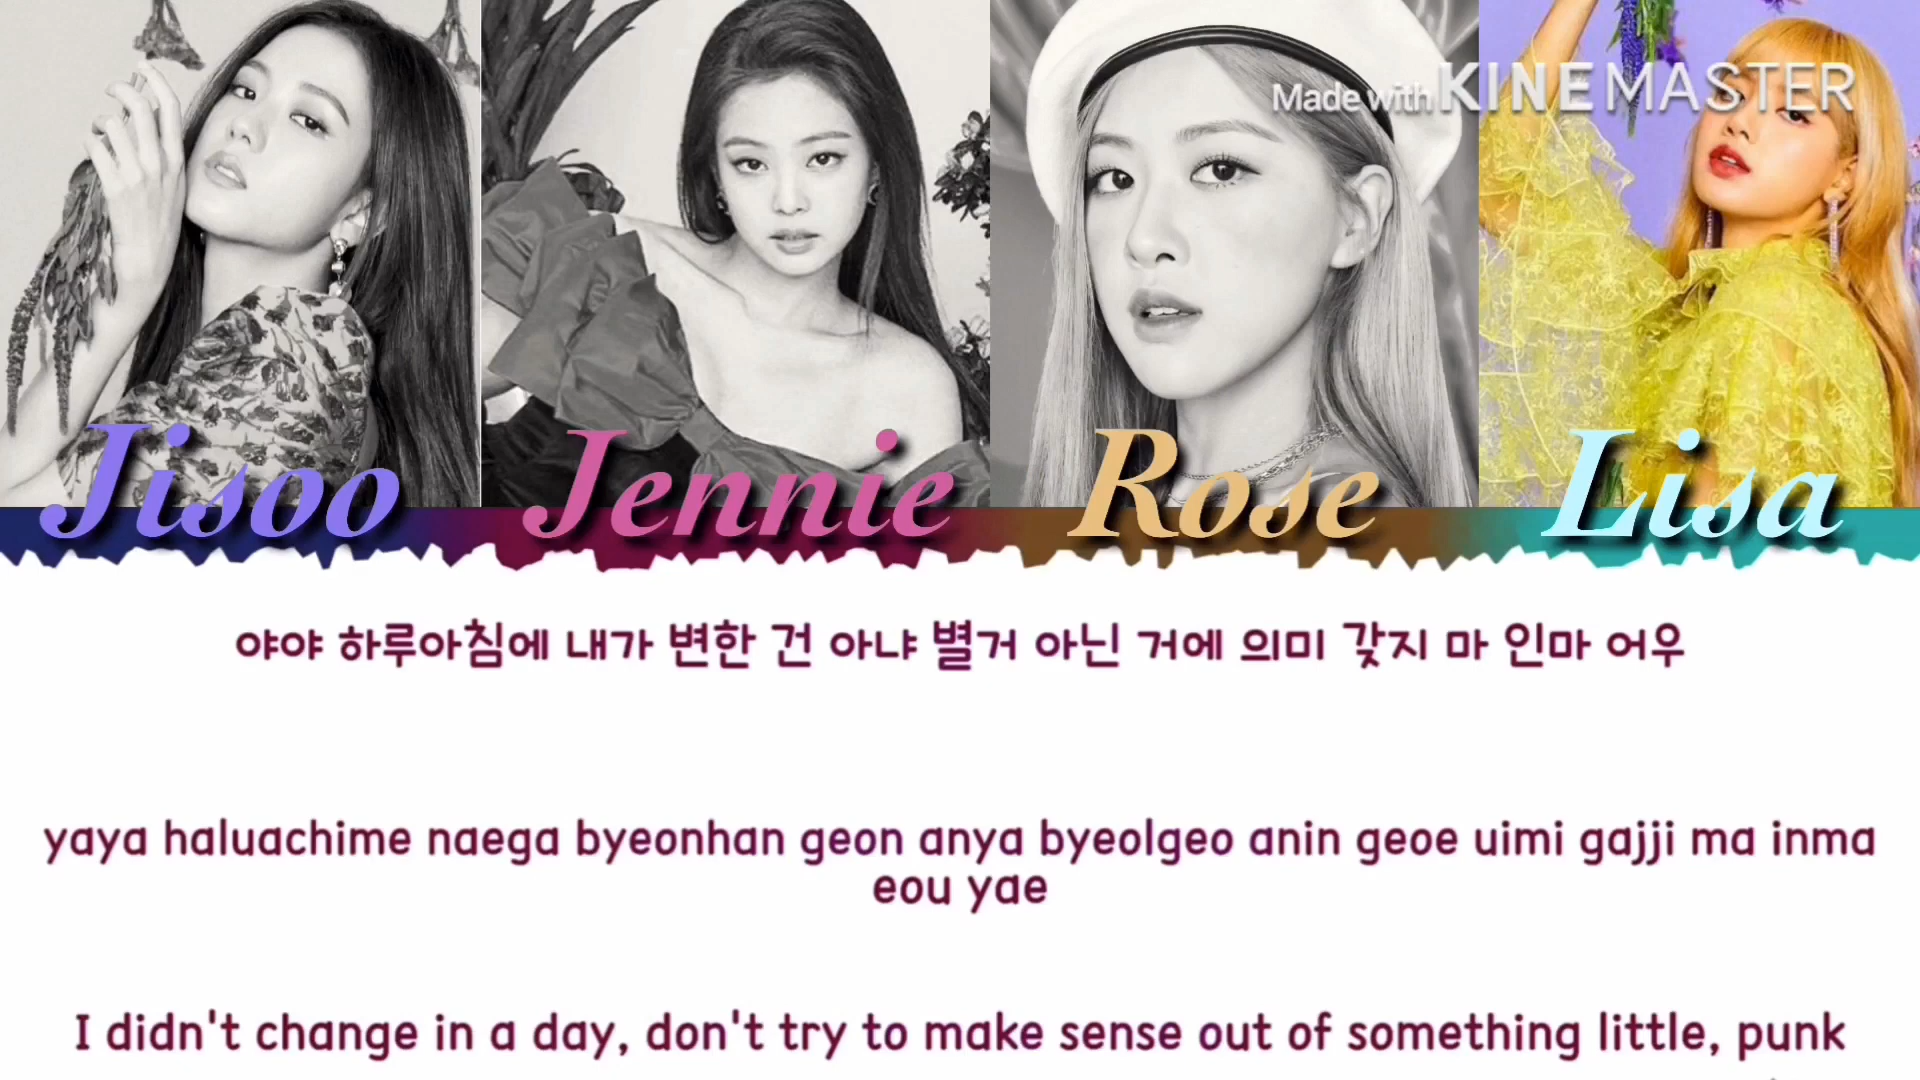 Made with KINEMASTER
Jisoo Jennie Rose Lisa
야야 하루아침에 내가 변한 건 아냐 별거 아닌 거에 의미 갖지 마 인마 어우
yaya haluachime naega byeonhan geon anya byeolgeo anin geoe uimi gajji ma inma
eou yae
I didn't change in a day, don't try to make sense out of something little, punk